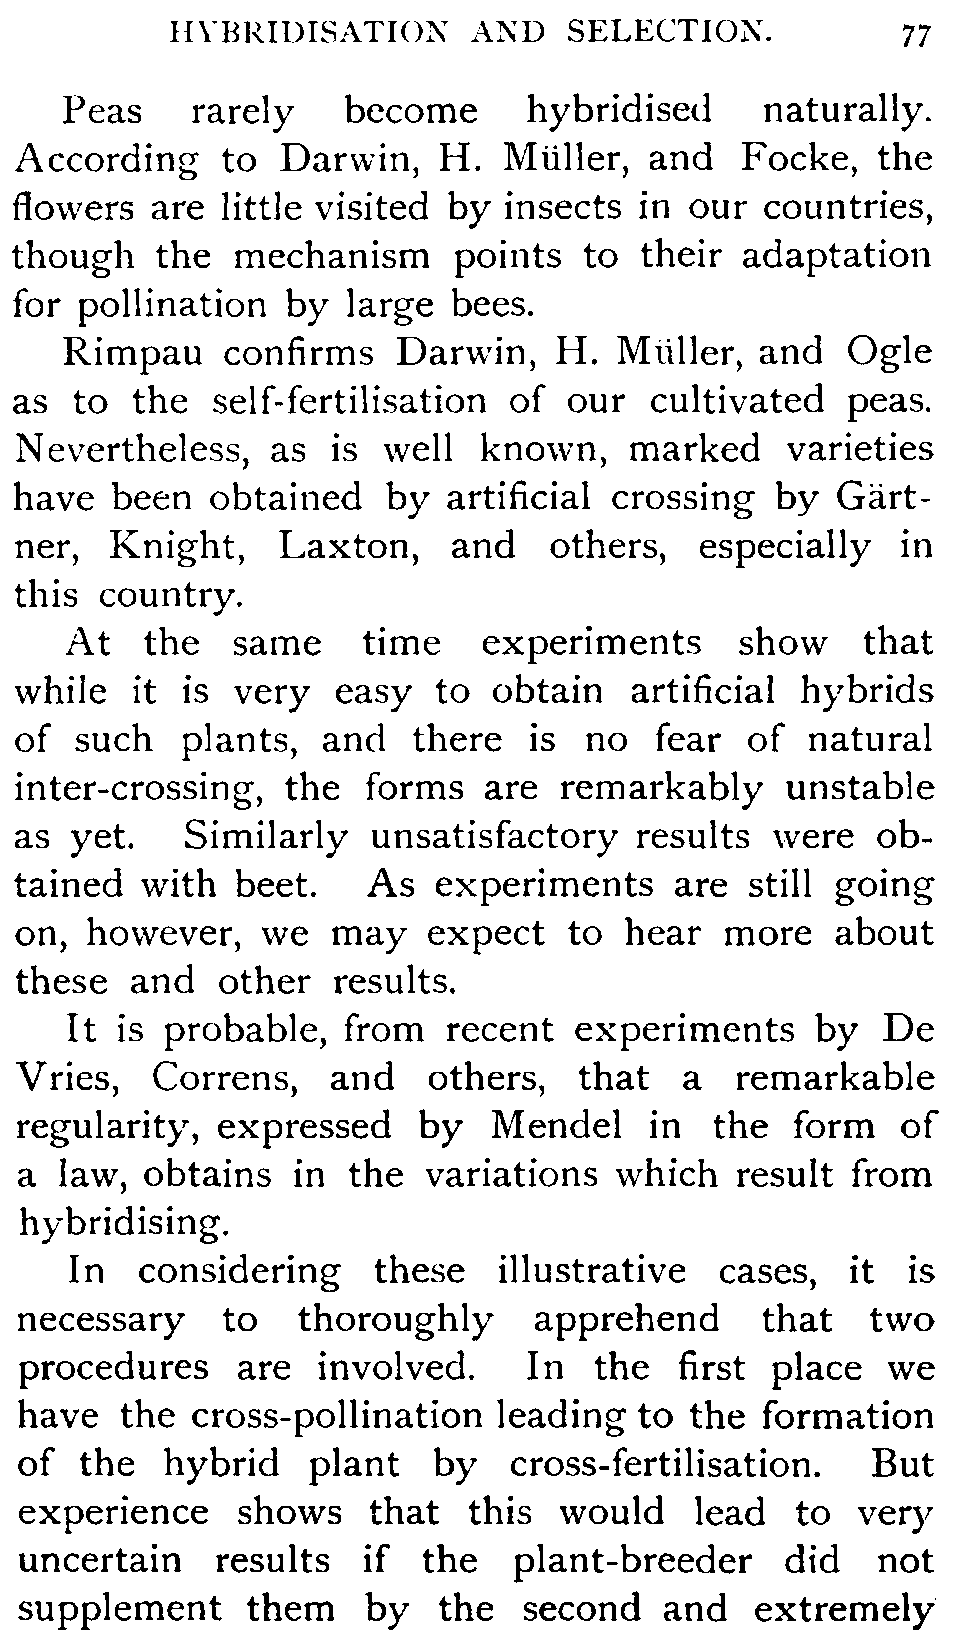 HYBRIDISATION AND SELECTION. 77
Peas rarely become hybridised naturally.
According to Darwin, H. Müller, and Focke, the
flowers are little visited by insects in our countries,
though the mechanism points to their adaptation
for pollination by large bees.
Rimpau confirms Darwin, H. Müller, and Ogle
as to the self-fertilisation of our cultivated peas.
Nevertheless, as is well known, marked varieties
have been obtained by artificial crossing by Gärt-
ner, Knight, Laxton, and others, especially in
this country.
At the same time experiments show that
while it is very easy to obtain artificial hybrids
of such plants, and there is no fear of natural
inter-crossing, the forms are remarkably unstable
as yet. Similarly unsatisfactory results were ob-
tained with beet. As experiments are still going
on, however, we may expect to hear more about
these and other results.
It is probable, from recent experiments by De
Vries, Correns, and others, that a remarkable
regularity, expressed by Mendel in the form of
a law, obtains in the variations which result from
hybridising.
In considering these illustrative cases, it is
necessary to thoroughly apprehend that two
procedures are involved. In the first place we
have the cross-pollination leading to the formation
of the hybrid plant by cross-fertilisation. But
experience shows that this would lead to very
uncertain results if the plant-breeder did not
supplement them by the second and extremely